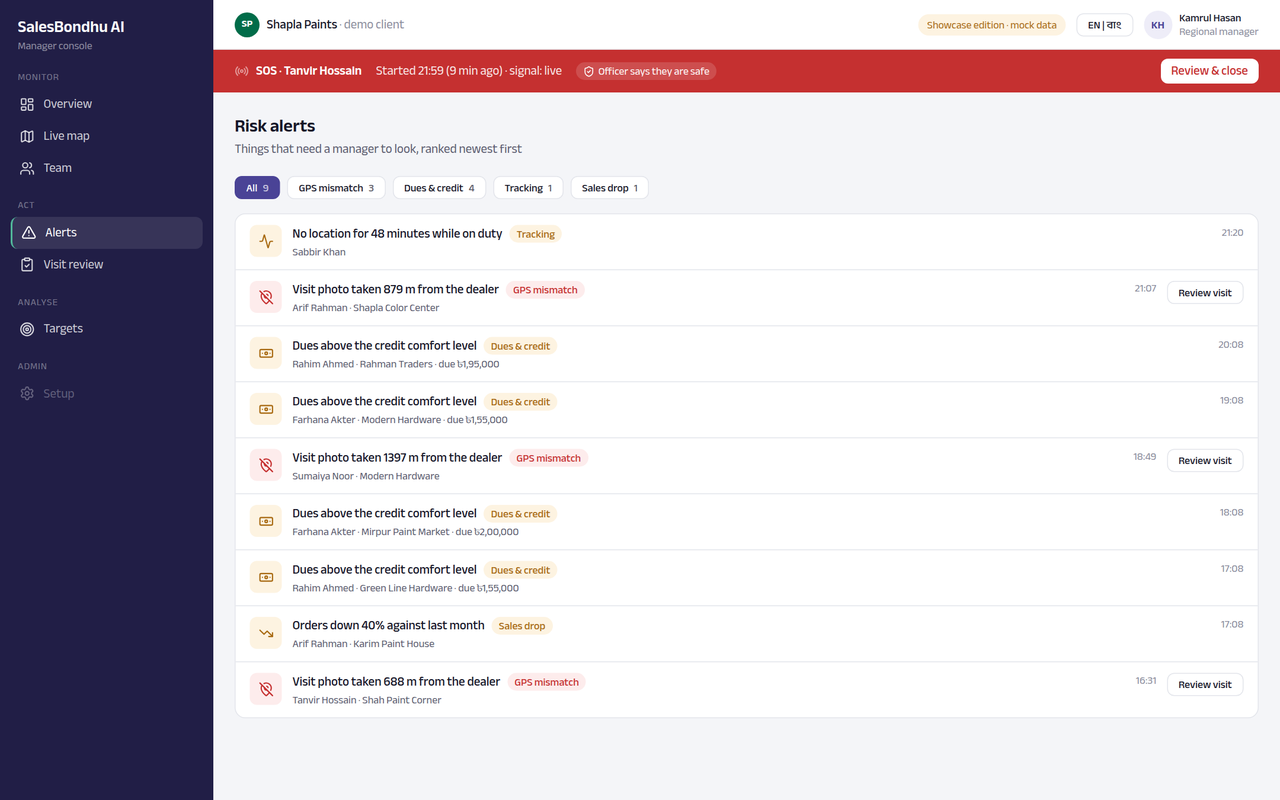 SalesBondhu AI
Manager console
MONITOR
Overview
Live map
Team
ACT
Alerts
Visit review
ANALYSE
Targets
ADMIN
Setup
SP Shapla Paints · demo client
Showcase edition · mock data
EN | বাং
KH
Kamrul Hasan
Regional manager
SOS · Tanvir Hossain Started 21:59 (9 min ago) · signal: live Officer says they are safe Review & close
Risk alerts
Things that need a manager to look, ranked newest first
All 9 GPS mismatch 3 Dues & credit 4 Tracking 1 Sales drop 1
No location for 48 minutes while on duty Tracking 21:20
Sabbir Khan
Visit photo taken 879 m from the dealer GPS mismatch 21:07 Review visit
Arif Rahman · Shapla Color Center
Dues above the credit comfort level Dues & credit 20:08
Rahim Ahmed · Rahman Traders · due ৳1,95,000
Dues above the credit comfort level Dues & credit 19:08
Farhana Akter · Modern Hardware · due ৳1,55,000
Visit photo taken 1397 m from the dealer GPS mismatch 18:49 Review visit
Sumaiya Noor · Modern Hardware
Dues above the credit comfort level Dues & credit 18:08
Farhana Akter · Mirpur Paint Market · due ৳2,00,000
Dues above the credit comfort level Dues & credit 17:08
Rahim Ahmed · Green Line Hardware · due ৳1,55,000
Orders down 40% against last month Sales drop 17:08
Arif Rahman · Karim Paint House
Visit photo taken 688 m from the dealer GPS mismatch 16:31 Review visit
Tanvir Hossain · Shah Paint Corner